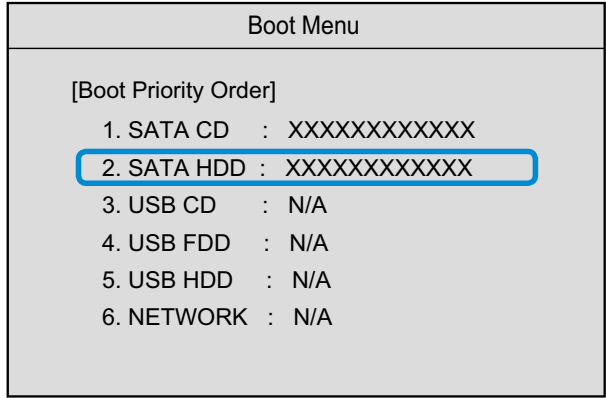 Boot Menu
[Boot Priority Order]
1. SATA CD : XXXXXXXXXXXX
2. SATA HDD : XXXXXXXXXXXX
3. USB CD : N/A
4. USB FDD : N/A
5. USB HDD : N/A
6. NETWORK : N/A